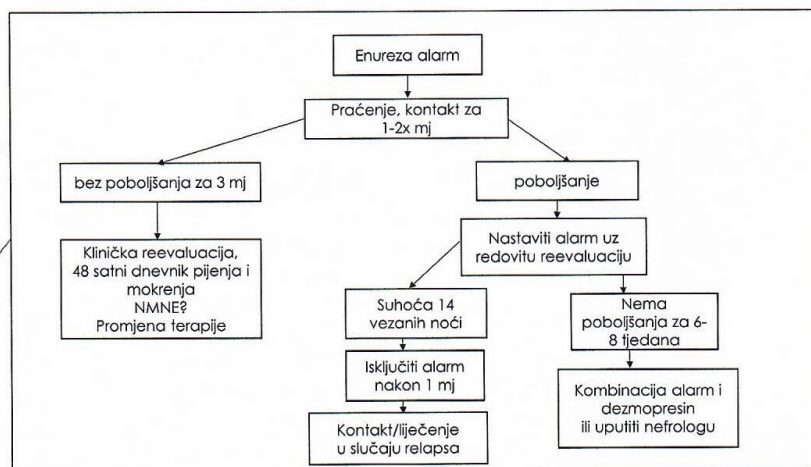 Enureza alarm
Praćenje, kontakt za
1-2x mj
bez poboljšanja za 3 mj
poboljšanje
Klinička reevaluacija,
48 satni dnevnik pijenja i
mokrenja
NMNE?
Promjena terapije
Nastaviti alarm uz
redovitu reevaluaciju
Suhoća 14
vezanih noći
Nema
poboljšanja za 6-
8 tjedana
Isključiti alarm
nakon 1 mj
Kombinacija alarm i
dezmopresin
ili uputiti nefrologu
Kontakt/liječenje
u slučaju relapsa